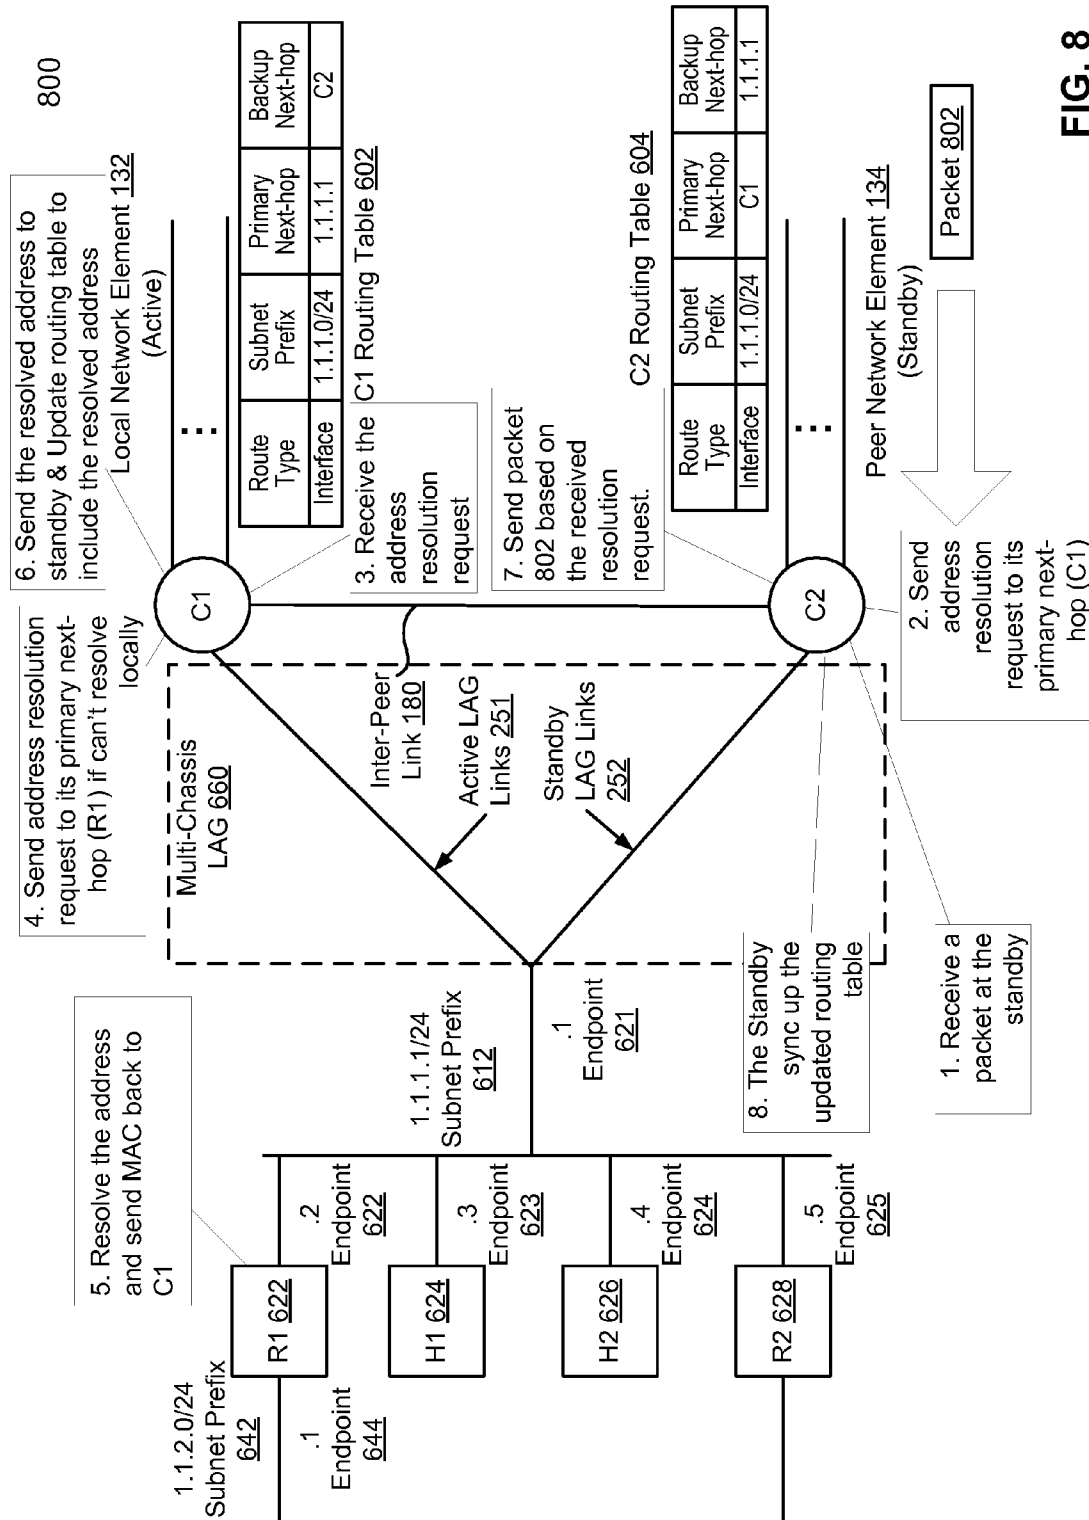 800
6. Send the resolved address to
standby & Update routing table to
include the resolved address
Local Network Element 132
(Active)
4. Send address resolution
request to its primary next-
hop (R1) if can't resolve
locally
C1
Route Type | Subnet Prefix | Primary Next-hop | Backup Next-hop
Interface | 1.1.1.0/24 | 1.1.1.1 | C2
C1 Routing Table 602
3. Receive the
address
resolution
request
Multi-Chassis
LAG 660
Inter-Peer
Link 180
Active LAG
Links 251
Standby
LAG Links
252
5. Resolve the address
and send MAC back to
C1
1.1.2.0/24
Subnet Prefix
642
.1
Endpoint
644
R1 622
.2
Endpoint
622
H1 624
.3
Endpoint
623
H2 626
.4
Endpoint
624
R2 628
.5
Endpoint
625
1.1.1.1/24
Subnet Prefix
612
.1
Endpoint
621
7. Send packet
802 based on
the received
resolution
request.
C2 Routing Table 604
Route Type | Subnet Prefix | Primary Next-hop | Backup Next-hop
Interface | 1.1.1.0/24 | C1 | 1.1.1.1
C2
Peer Network Element 134
(Standby)
8. The Standby
sync up the
updated routing
table
1. Receive a
packet at the
standby
2. Send
address
resolution
request to its
primary next-
hop (C1)
Packet 802
FIG. 8